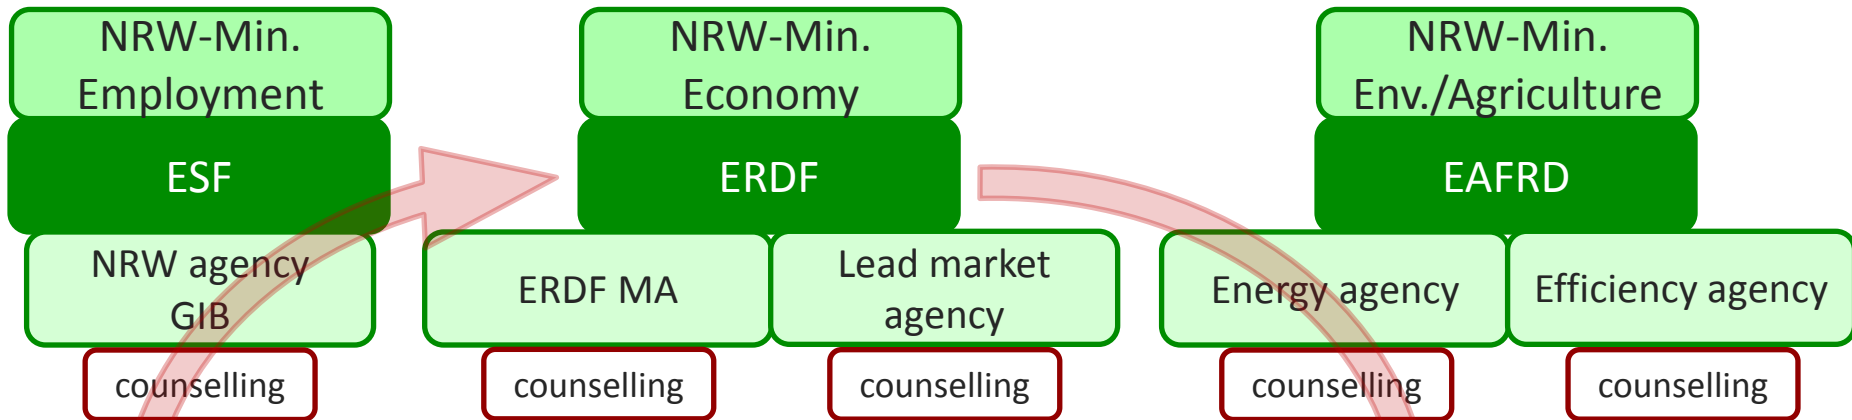 NRW-Min.
Employment
NRW-Min.
Economy
NRW-Min.
Env./Agriculture
ESF
ERDF
EAFRD
NRW agency
GIB
ERDF MA
Lead market
agency
Energy agency
Efficiency agency
counselling
counselling
counselling
counselling
counselling